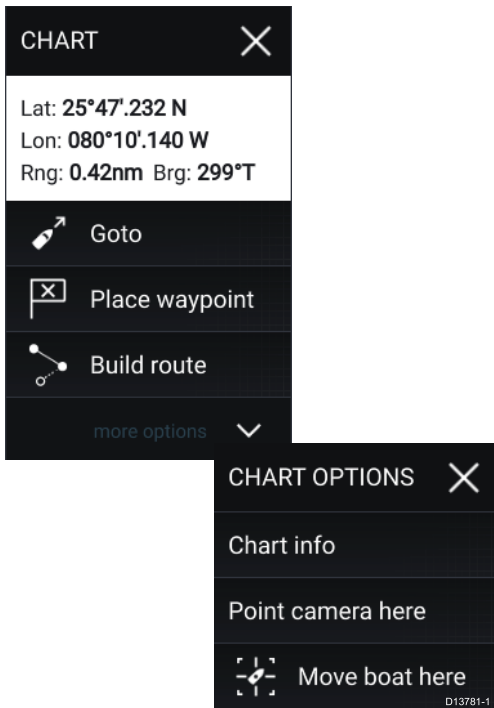 CHART
Lat: 25°47'.232 N
Lon: 080°10'.140 W
Rng: 0.42nm Brg: 299°T
Goto
Place waypoint
Build route
more options
CHART OPTIONS
Chart info
Point camera here
Move boat here
D13781-1